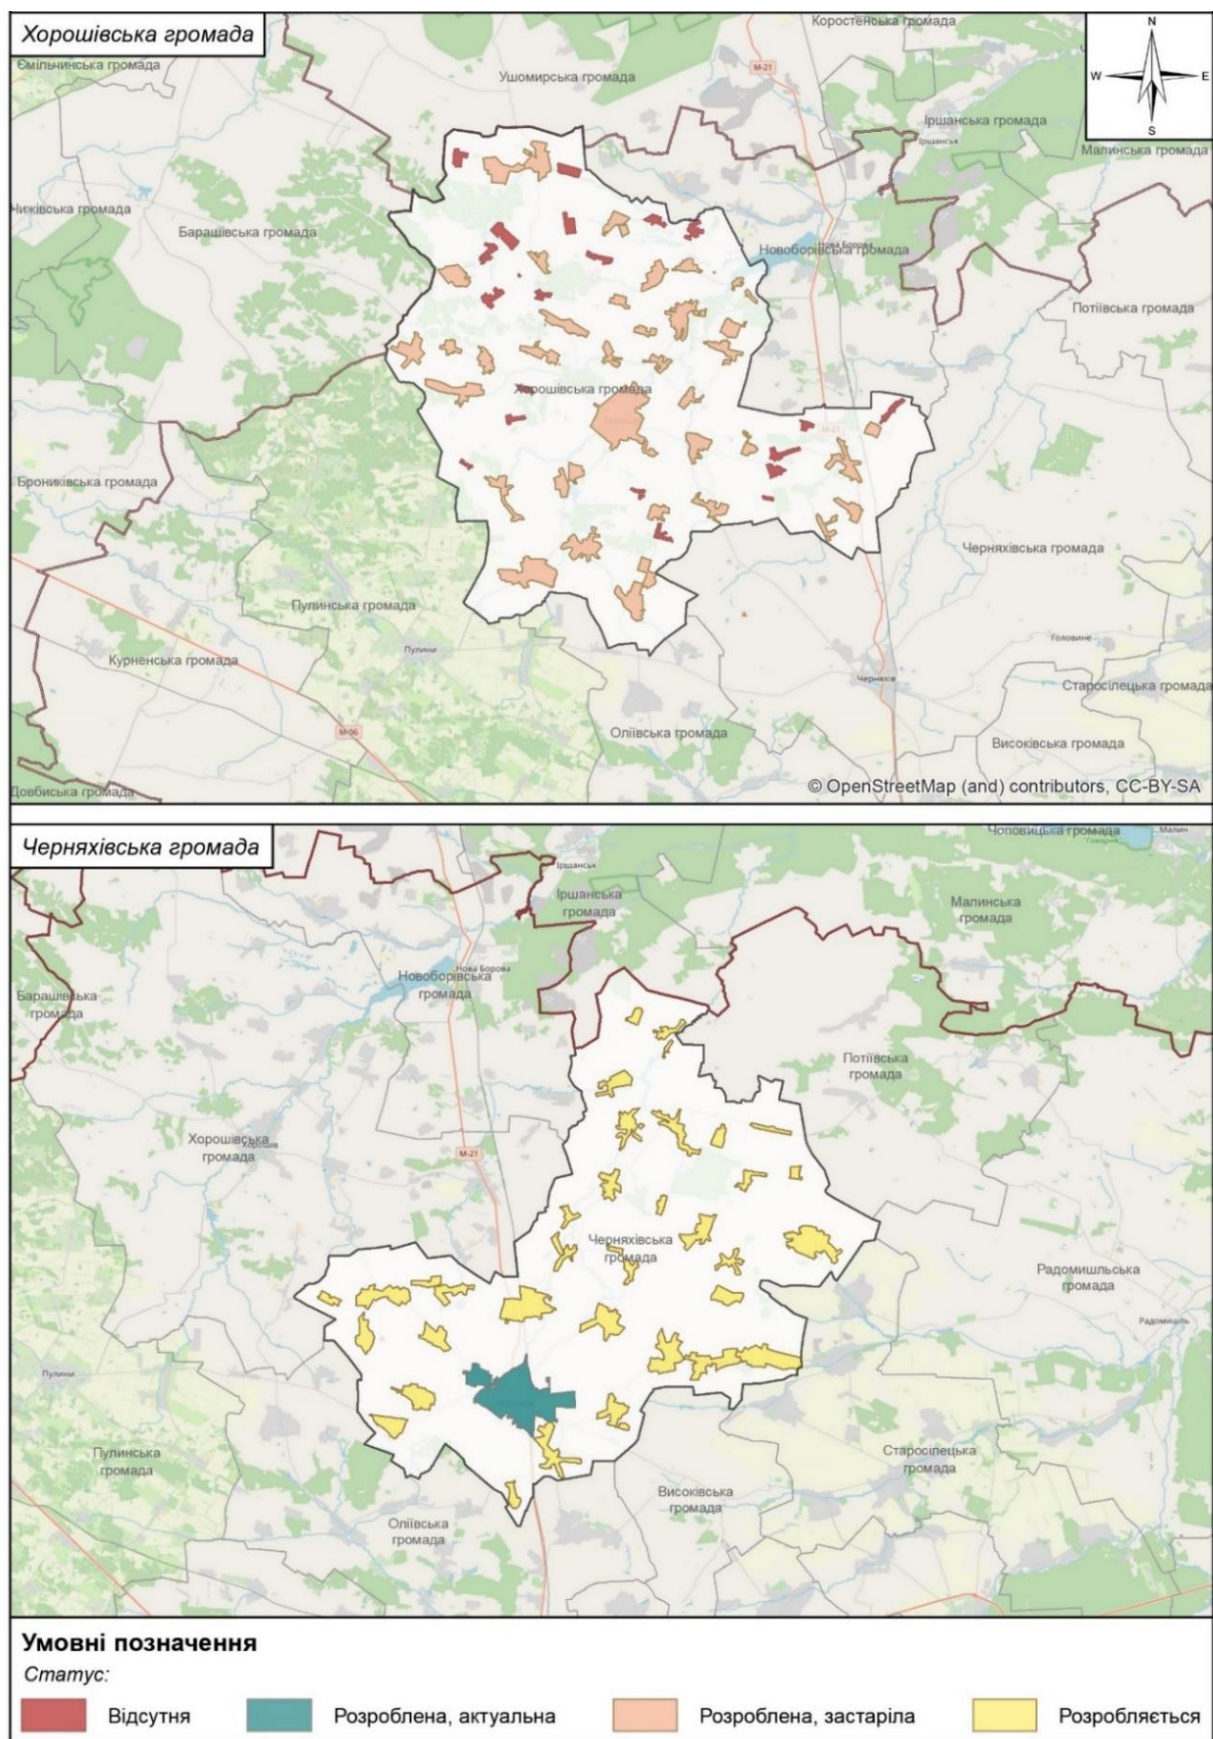 Хорошівська громада
Коростенська громада
N
Ємільчинська громада
Ушомирська громада
М-21
W
E
S
Іршанська громада
Іршанськ
Малинська громада
Чижівська громада
Барашівська громада
Новоборівська громада
Нова Борова
Потіївська громада
Хорошівська громада
М-21
Брониківська громада
Черняхівська громада
Пулинська громада
Головине
Пулини
Курненська громада
Черняхів
Старосілецька громада
М-06
Оліївська громада
Високівська громада
Довбиська громада
© OpenStreetMap (and) contributors, CC-BY-SA
Черняхівська громада
Чоповицька громада
Малин
Іршанськ
Іршанська
громада
Малинська
громада
Нова Борова
Новоборівська
громада
Барашівська
громада
Потіївська
громада
Хорошівська
Хорошів
громада
М-21
Черняхівська
громада
Радомишльська
громада
Радомишль
Пулини
Пулинська
громада
Старосілецька
громада
Високівська
громада
Оліївська
громада
Умовні позначення
Статус:
Відсутня
Розроблена, актуальна
Розроблена, застаріла
Розробляється